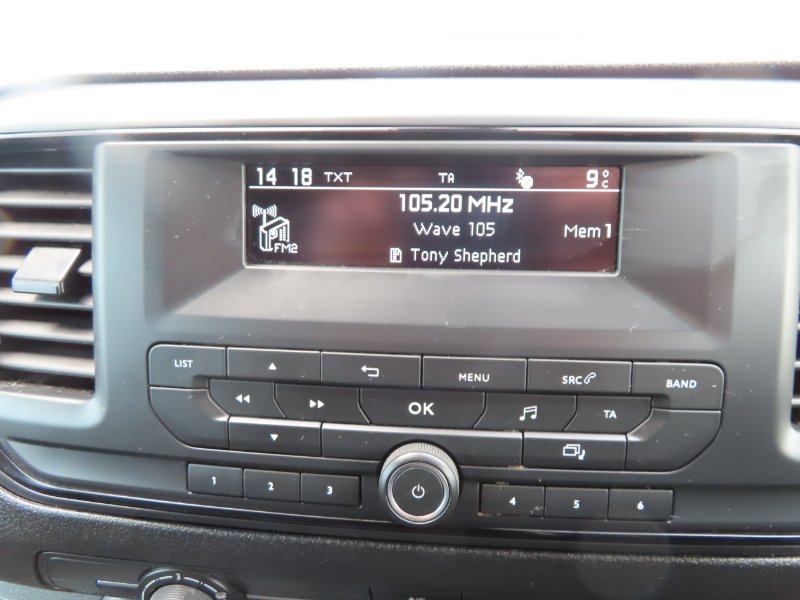 14 18 TXT TA 9°C
105.20 MHz
Wave 105 Mem 1
FM2 Tony Shepherd
LIST MENU SRC BAND
OK TA
1 2 3 4 5 6
3